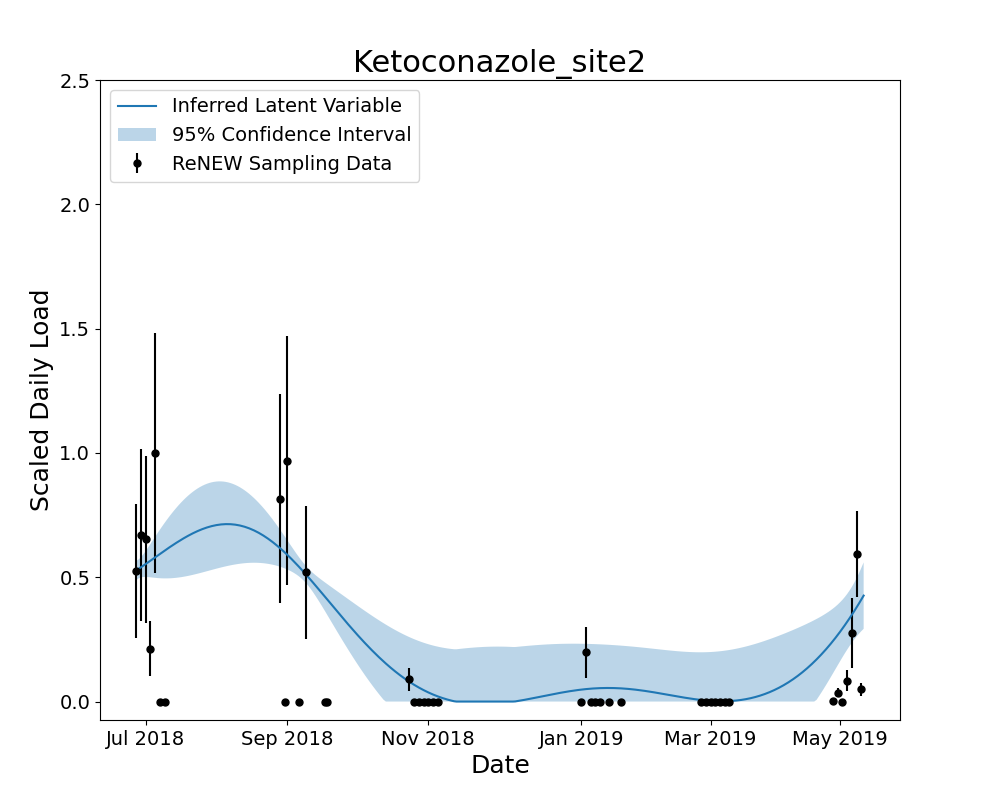 Ketoconazole_site2
2.5
2.0
1.5
1.0
0.5
0.0
Scaled Daily Load
Inferred Latent Variable
95% Confidence Interval
ReNEW Sampling Data
Jul 2018 Sep 2018 Nov 2018 Jan 2019 Mar 2019 May 2019
Date